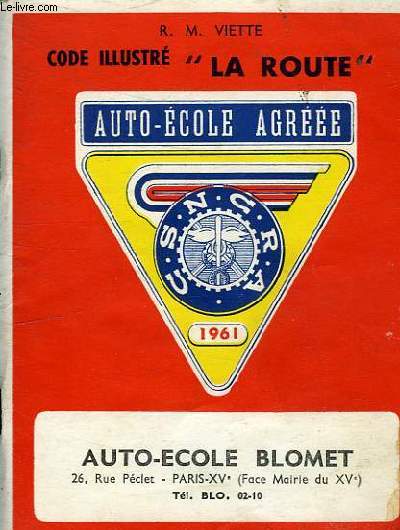 Le-livre.com
R. M. VIETTE
CODE ILLUSTRÉ "LA ROUTE"
AUTO-ÉCOLE AGRÉÉE
C.S.N.C.R.A.
1961
AUTO-ECOLE BLOMET
26, Rue Péclet - PARIS-XVe (Face Mairie du XVe)
Tél. BLO. 02-10